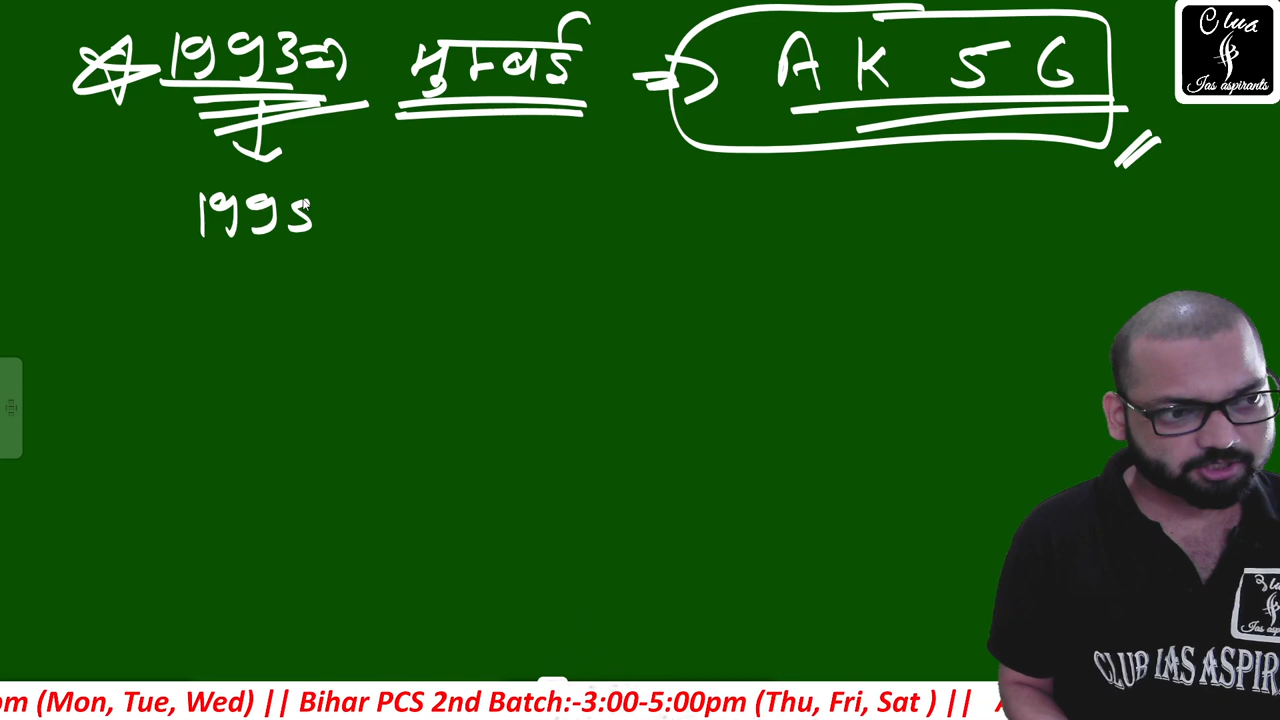 1993 => मुम्बई => AK 56
1995
Club
Ias aspirants
CLUB IAS ASPIR
pm (Mon, Tue, Wed) || Bihar PCS 2nd Batch:-3:00-5:00pm (Thu, Fri, Sat ) ||